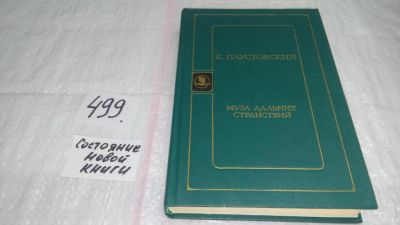 499.
Состояние
новой
книги
К. ПАУСТОВСКИЙ
МУЗА ДАЛЬНИХ
СТРАНСТВИЙ